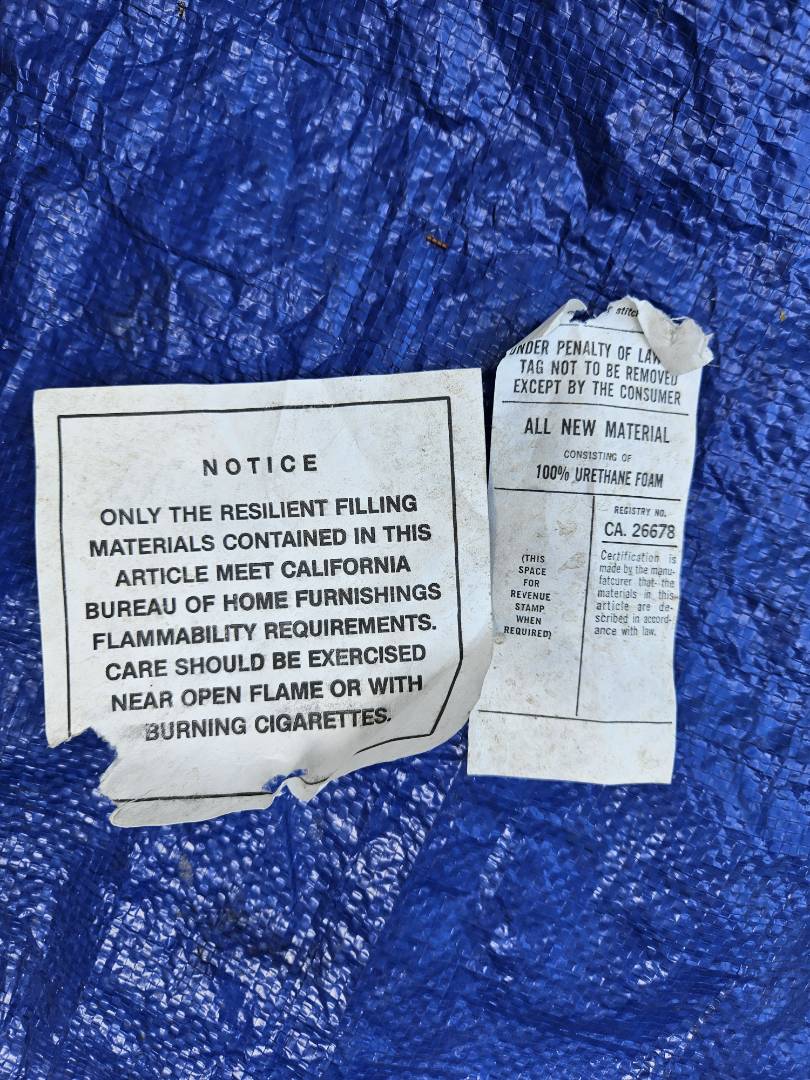 NOTICE
ONLY THE RESILIENT FILLING
MATERIALS CONTAINED IN THIS
ARTICLE MEET CALIFORNIA
BUREAU OF HOME FURNISHINGS
FLAMMABILITY REQUIREMENTS.
CARE SHOULD BE EXERCISED
NEAR OPEN FLAME OR WITH
BURNING CIGARETTES.
UNDER PENALTY OF LAW
TAG NOT TO BE REMOVED
EXCEPT BY THE CONSUMER
ALL NEW MATERIAL
CONSISTING OF
100% URETHANE FOAM
(THIS
SPACE
FOR
REVENUE
STAMP
WHEN
REQUIRED)
REGISTRY NO.
CA. 26678
Certification is
made by the manu-
fatcurer that the
materials in this
article are de-
scribed in accord-
ance with law.